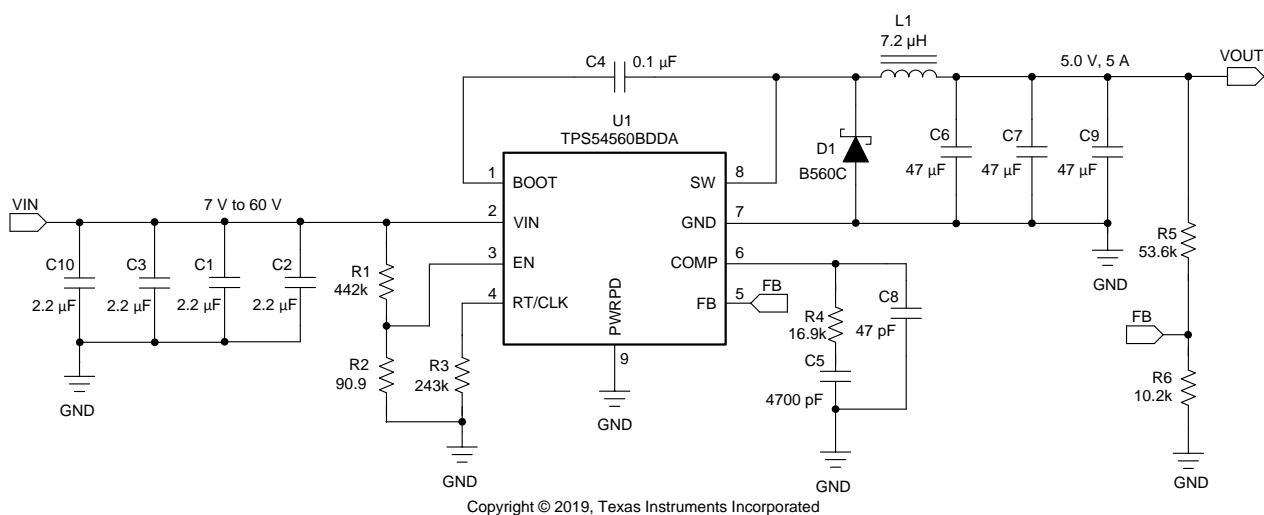 L1
7.2 µH
C4
0.1 µF
5.0 V, 5 A
VOUT
U1
TPS54560BDDA
D1
B560C
C6
47 µF
C7
47 µF
C9
47 µF
1
BOOT
SW
8
VIN
7 V to 60 V
2
VIN
GND
7
3
EN
COMP
6
4
RT/CLK
FB
5
FB
PWRPD
9
GND
C10
2.2 µF
C3
2.2 µF
C1
2.2 µF
C2
2.2 µF
GND
R1
442k
R2
90.9
R3
243k
GND
R4
16.9k
C8
47 pF
C5
4700 pF
GND
GND
R5
53.6k
FB
R6
10.2k
GND
Copyright © 2019, Texas Instruments Incorporated